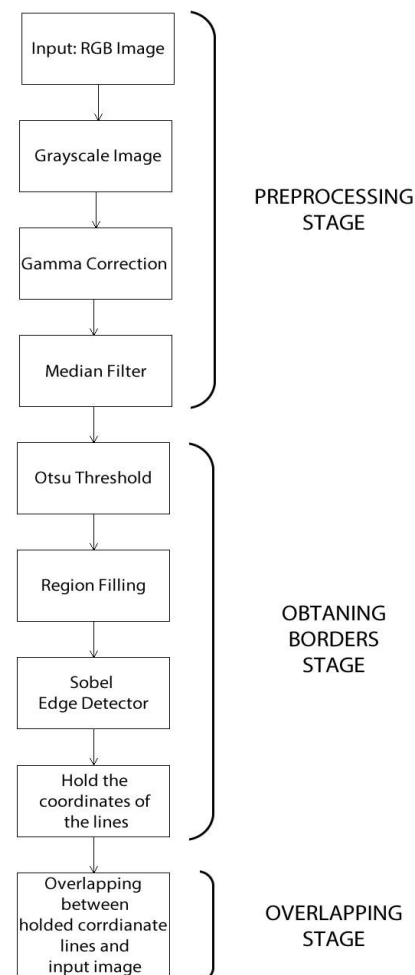 Input: RGB Image
Grayscale Image
Gamma Correction
Median Filter
PREPROCESSING
STAGE
Otsu Threshold
Region Filling
Sobel
Edge Detector
Hold the
coordinates of
the lines
OBTANING
BORDERS
STAGE
Overlapping
between
holded corrdianate
lines and
input image
OVERLAPPING
STAGE